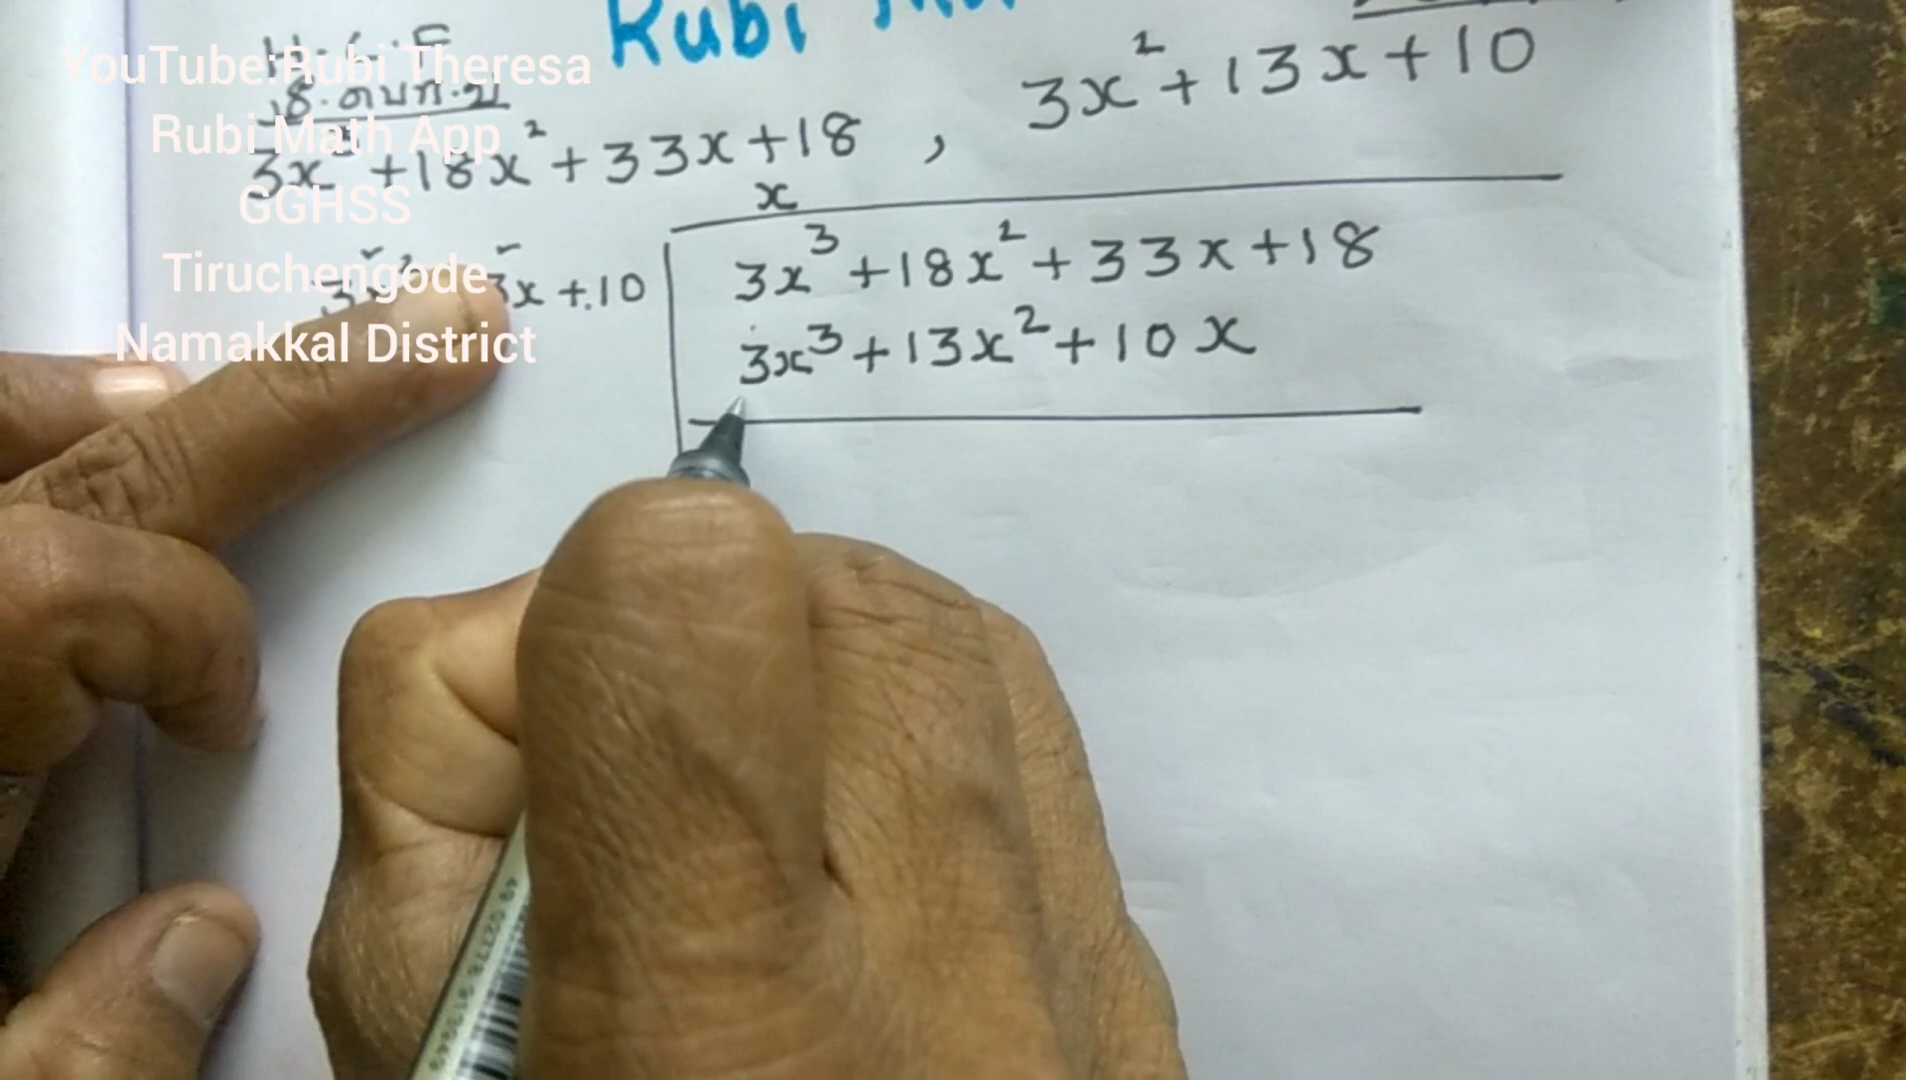 Rubi
H.C.F
மீ.பொ.வ
3x³ + 18x² + 33x + 18 , 3x² + 13x + 10
x
3x + 10 3x³ + 18x² + 33x + 18
3x³ + 13x² + 10x
YouTube:Rubi Theresa
Rubi Math App
GGHSS
Tiruchengode
Namakkal District